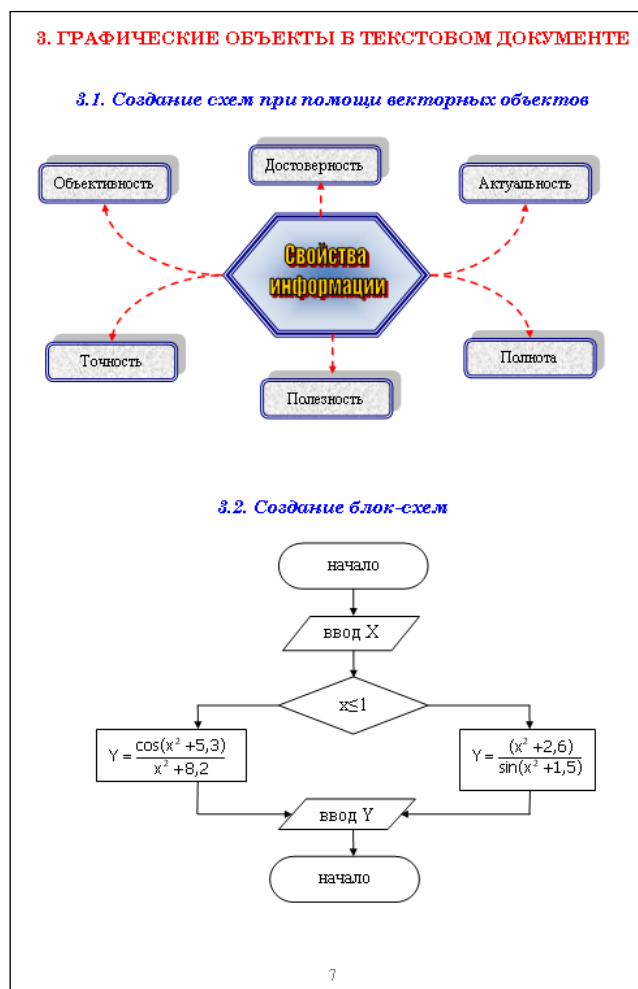 3. ГРАФИЧЕСКИЕ ОБЪЕКТЫ В ТЕКСТОВОМ ДОКУМЕНТЕ
3.1. Создание схем при помощи векторных объектов
Достоверность
Объективность
Актуальность
Свойства
информации
Точность
Полнота
Полезность
3.2. Создание блок-схем
начало
ввод X
x≤1
Y = cos(x² +5,3) / x² +8,2
Y = (x² +2,6) / sin(x² +1,5)
ввод Y
начало
7